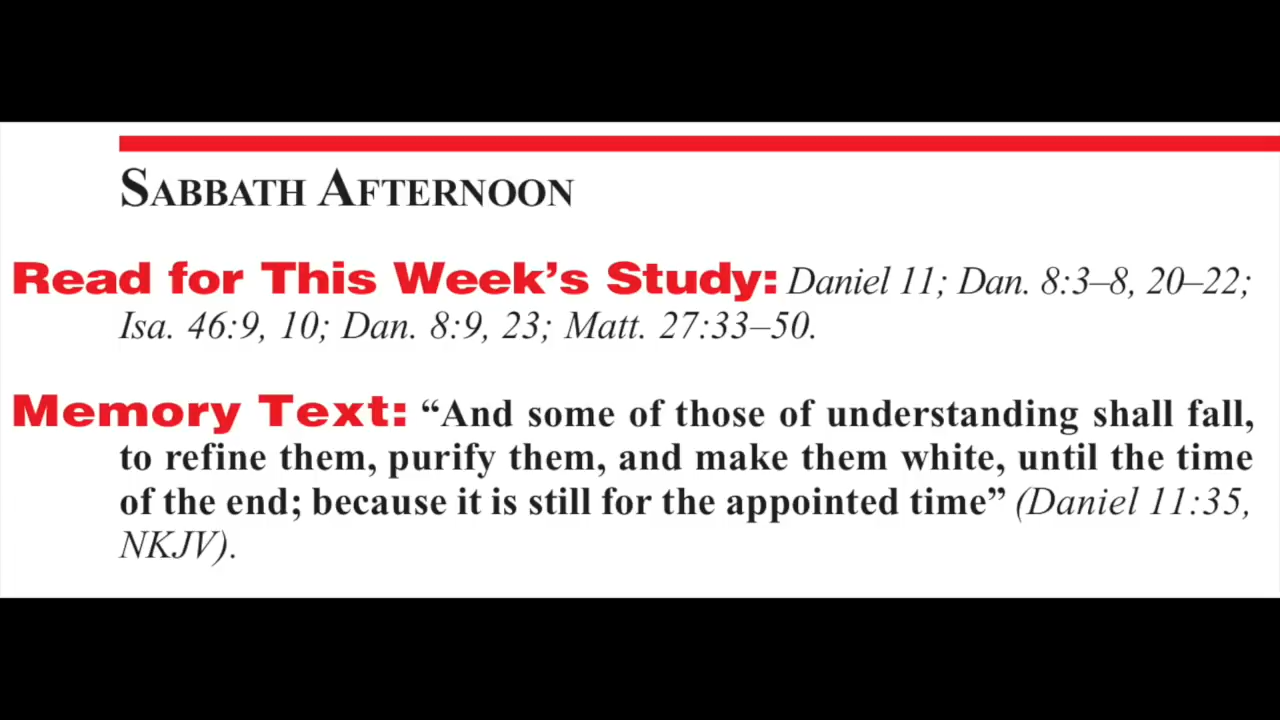 SABBATH AFTERNOON
Read for This Week’s Study: Daniel 11; Dan. 8:3–8, 20–22;
Isa. 46:9, 10; Dan. 8:9, 23; Matt. 27:33–50.
Memory Text: “And some of those of understanding shall fall,
to refine them, purify them, and make them white, until the time
of the end; because it is still for the appointed time” (Daniel 11:35,
NKJV).